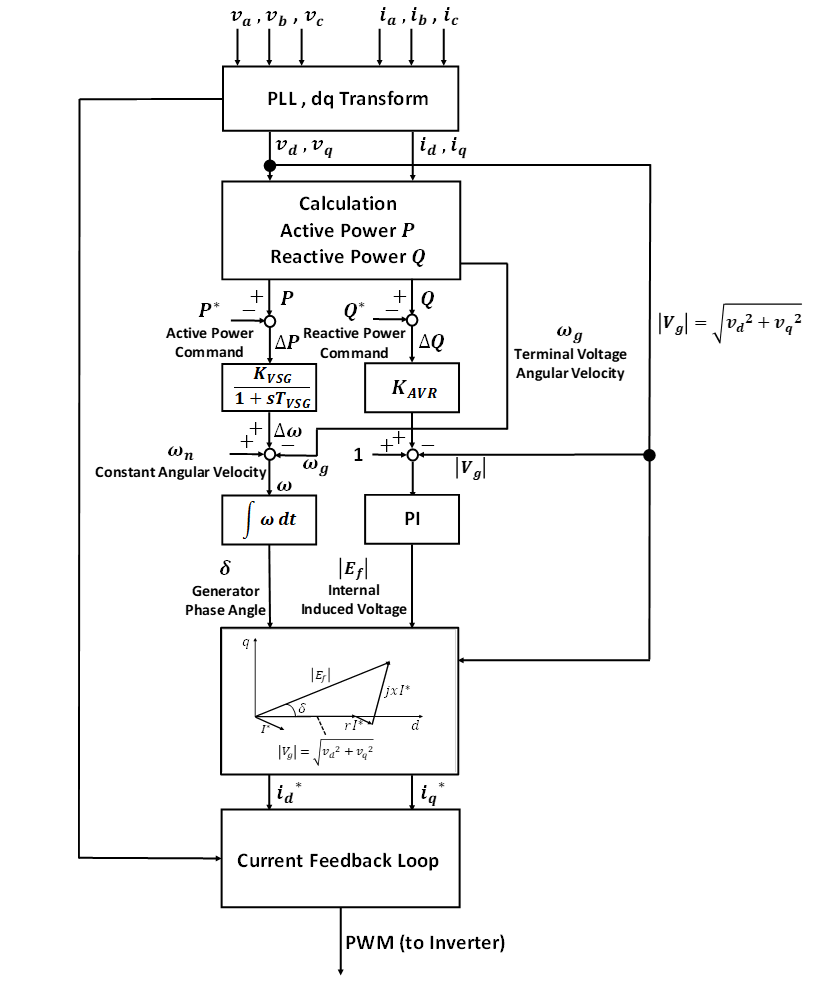 v_a , v_b , v_c
i_a , i_b , i_c
PLL , dq Transform
v_d , v_q
i_d , i_q
Calculation
Active Power P
Reactive Power Q
+
−
P
+
−
Q
P*
Active Power
Command
Q*
Reactive Power
Command
ΔP
ΔQ
ω_g
Terminal Voltage
Angular Velocity
|V_g| = √(v_d² + v_q²)
K_VSG
1 + sT_VSG
K_AVR
+
Δω
+
−
ω_n
Constant Angular Velocity
ω_g
ω
1
+
+
−
|V_g|
∫ ω dt
PI
δ
Generator
Phase Angle
|E_f|
Internal
Induced Voltage
q
|E_f|
jxI*
δ
I*
rI*
d
|V_g| = √(v_d² + v_q²)
i_d*
i_q*
Current Feedback Loop
PWM (to Inverter)